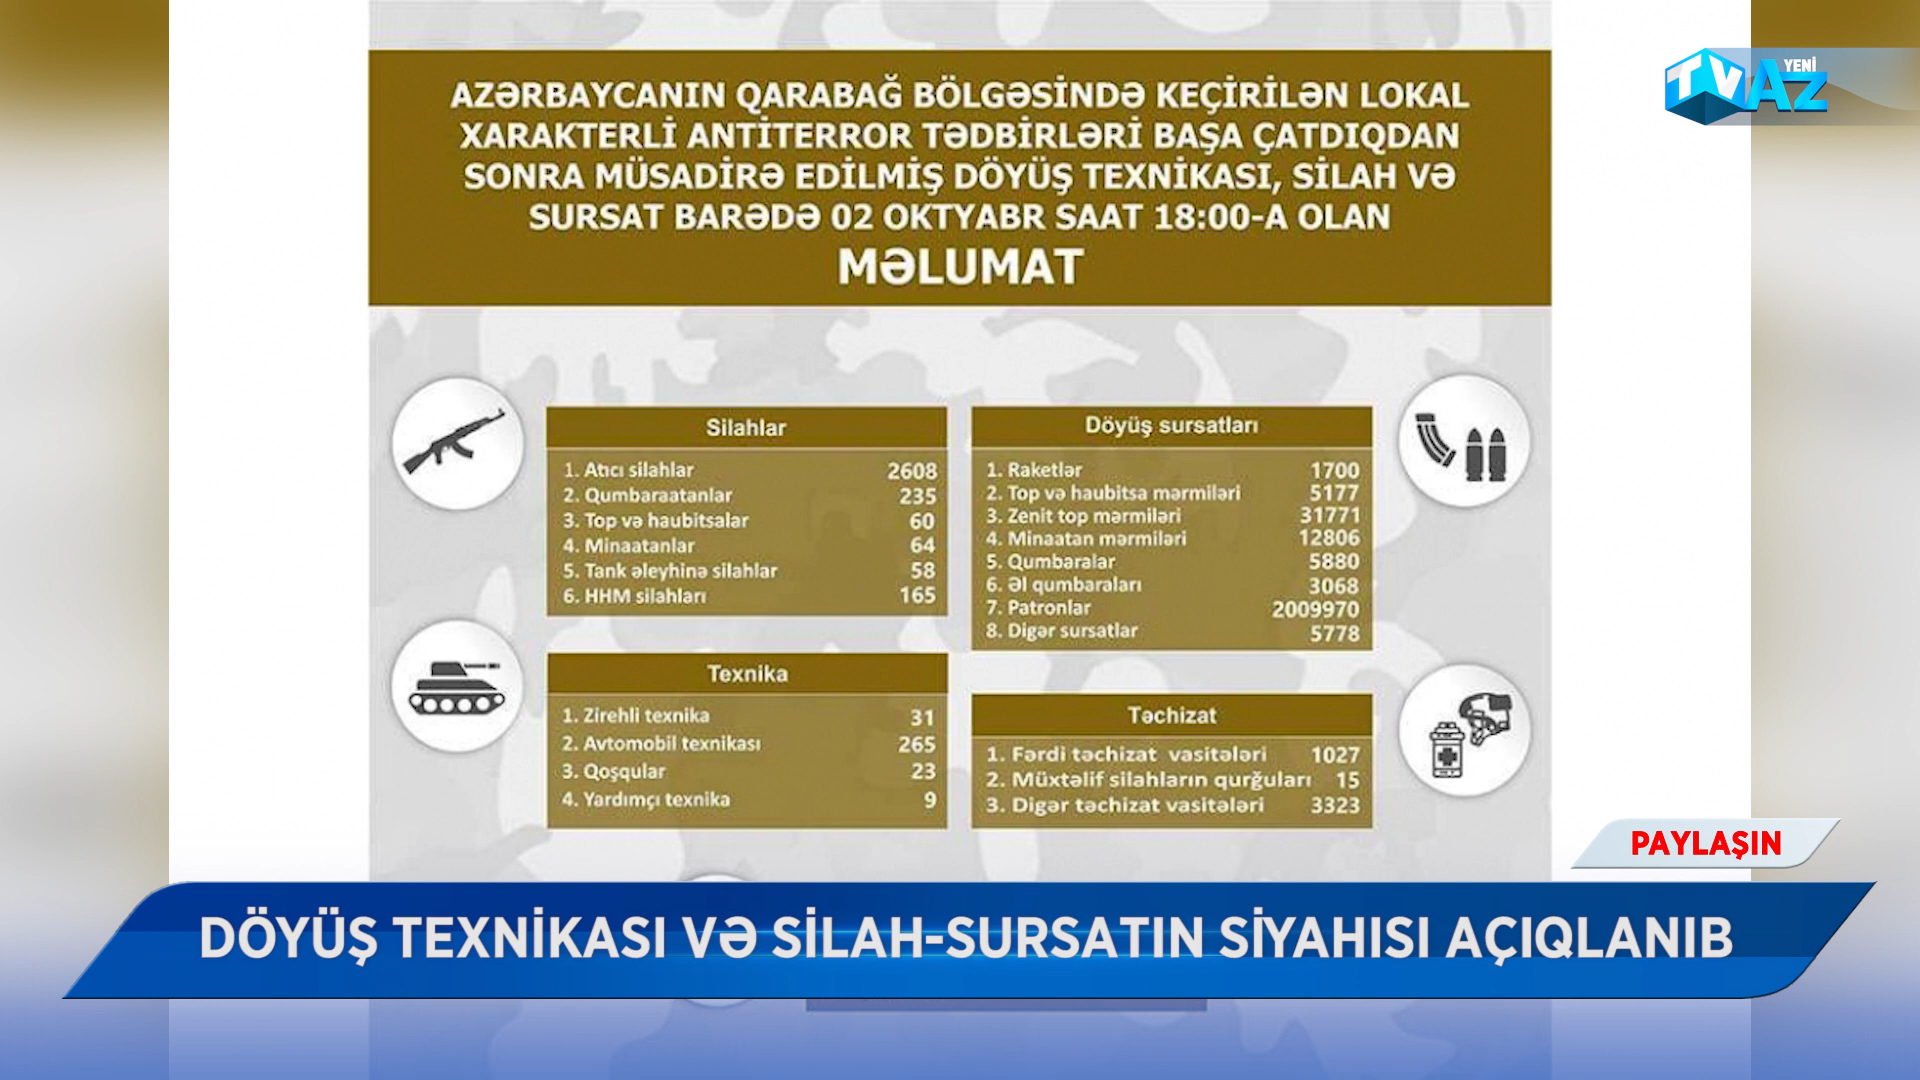 AZƏRBAYCANIN QARABAĞ BÖLGƏSİNDƏ KEÇİRİLƏN LOKAL
XARAKTERLİ ANTİTERROR TƏDBİRLƏRİ BAŞA ÇATDIQDAN
SONRA MÜSADİRƏ EDİLMİŞ DÖYÜŞ TEXNİKASI, SİLAH VƏ
SURSAT BARƏDƏ 02 OKTYABR SAAT 18:00-A OLAN
MƏLUMAT
YENİ
TVAZ
Silahlar
1. Atıcı silahlar 2608
2. Qumbaraatanlar 235
3. Top və haubitsalar 60
4. Minaatanlar 64
5. Tank əleyhinə silahlar 58
6. HHM silahları 165
Döyüş sursatları
1. Raketlər 1700
2. Top və haubitsa mərmiləri 5177
3. Zenit top mərmiləri 31771
4. Minaatan mərmiləri 12806
5. Qumbaralar 5880
6. Əl qumbaraları 3068
7. Patronlar 2009970
8. Digər sursatlar 5778
Texnika
1. Zirehli texnika 31
2. Avtomobil texnikası 265
3. Qoşqular 23
4. Yardımçı texnika 9
Təchizat
1. Fərdi təchizat vasitələri 1027
2. Müxtəlif silahların qurğuları 15
3. Digər təchizat vasitələri 3323
PAYLAŞIN
DÖYÜŞ TEXNİKASI VƏ SİLAH-SURSATIN SİYAHISI AÇIQLANIB